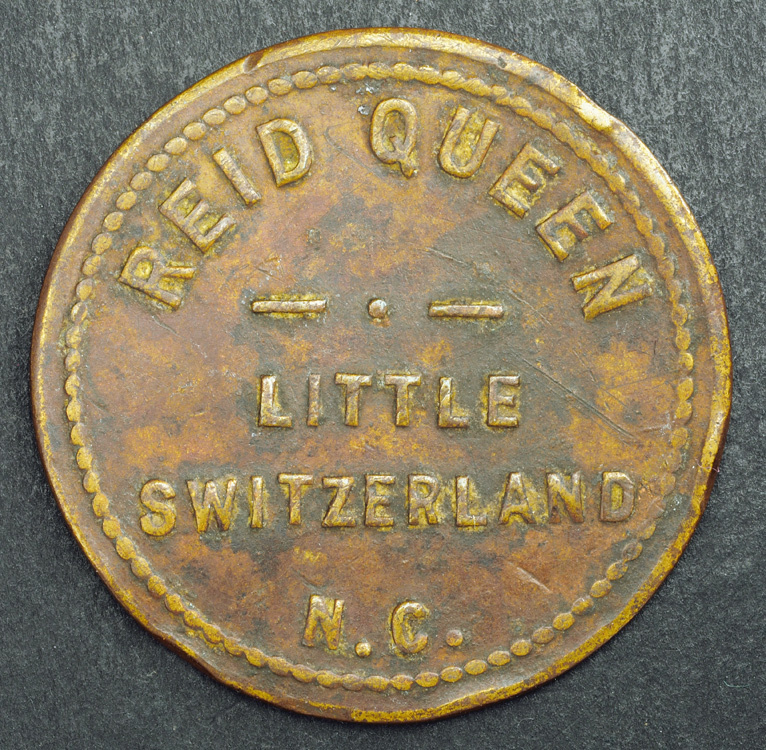 REID QUEEN
LITTLE
SWITZERLAND
N.C.